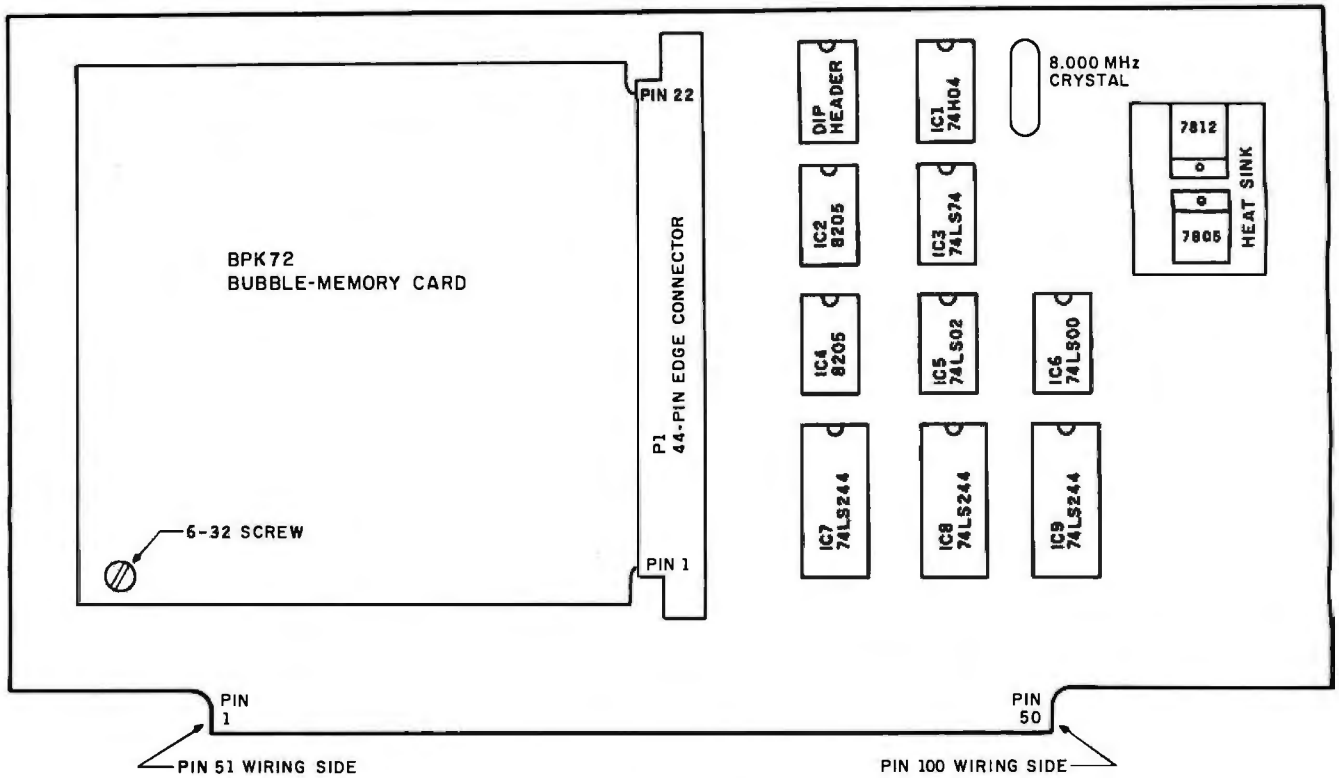 BPK72
BUBBLE-MEMORY CARD
6-32 SCREW
PIN 22
P1
44-PIN EDGE CONNECTOR
PIN 1
DIP
HEADER
IC1
74H04
8.000 MHz
CRYSTAL
7812
7805
HEAT SINK
IC2
8205
IC3
74LS74
IC4
8205
IC5
74LS02
IC6
74LS00
IC7
74LS244
IC8
74LS244
IC9
74LS244
PIN
1
PIN
50
PIN 51 WIRING SIDE
PIN 100 WIRING SIDE